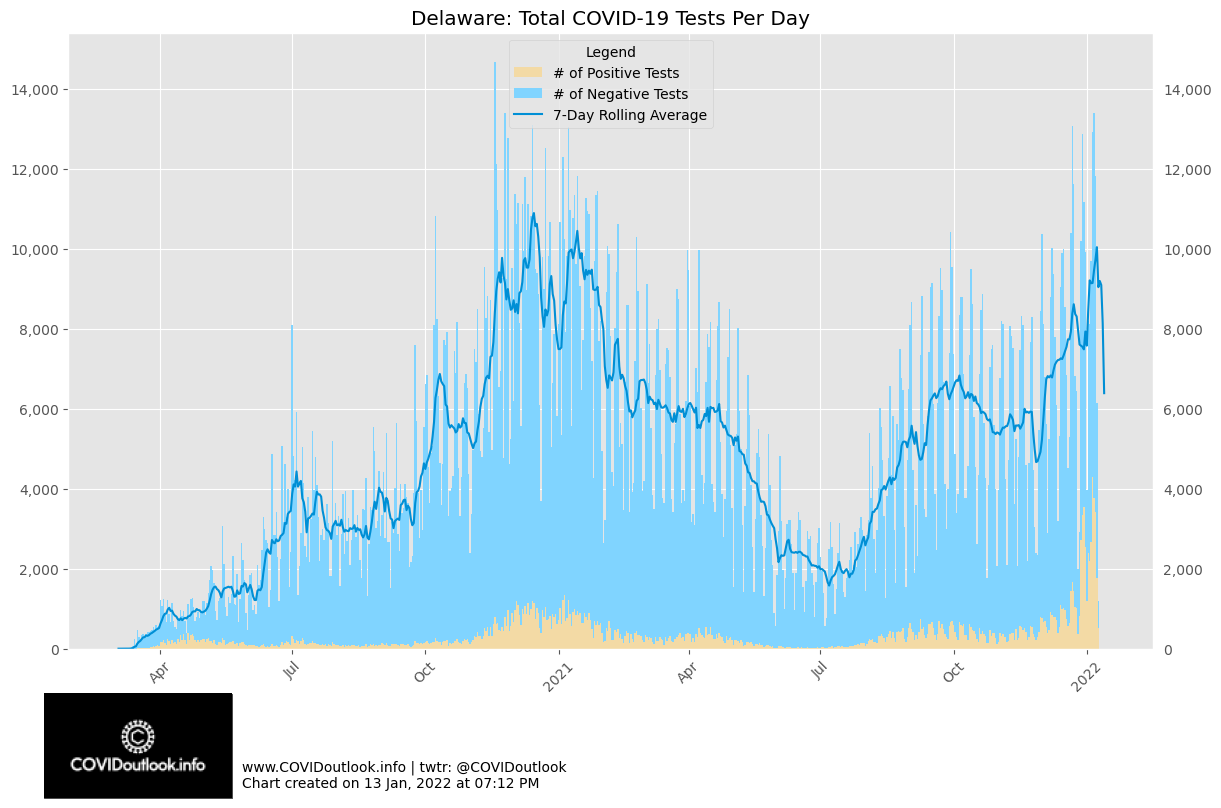 Delaware: Total COVID-19 Tests Per Day
Legend
# of Positive Tests
# of Negative Tests
7-Day Rolling Average
14,000
12,000
10,000
8,000
6,000
4,000
2,000
0
14,000
12,000
10,000
8,000
6,000
4,000
2,000
0
Apr
Jul
Oct
2021
Apr
Jul
Oct
2022
COVIDoutlook.info
www.COVIDoutlook.info | twtr: @COVIDoutlook
Chart created on 13 Jan, 2022 at 07:12 PM